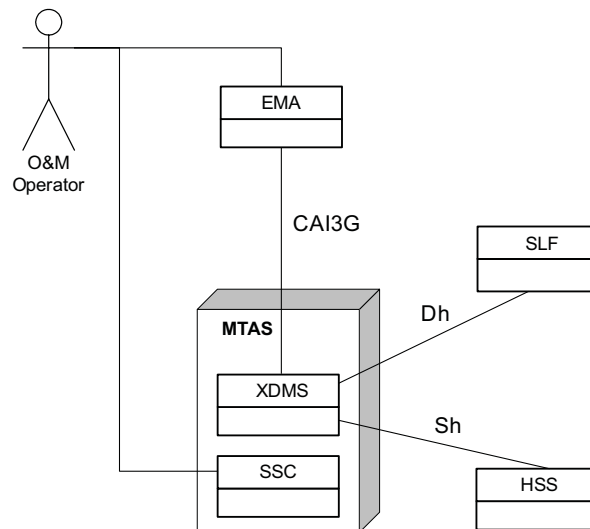 EMA
O&M
Operator
CAI3G
SLF
Dh
MTAS
XDMS
Sh
SSC
HSS